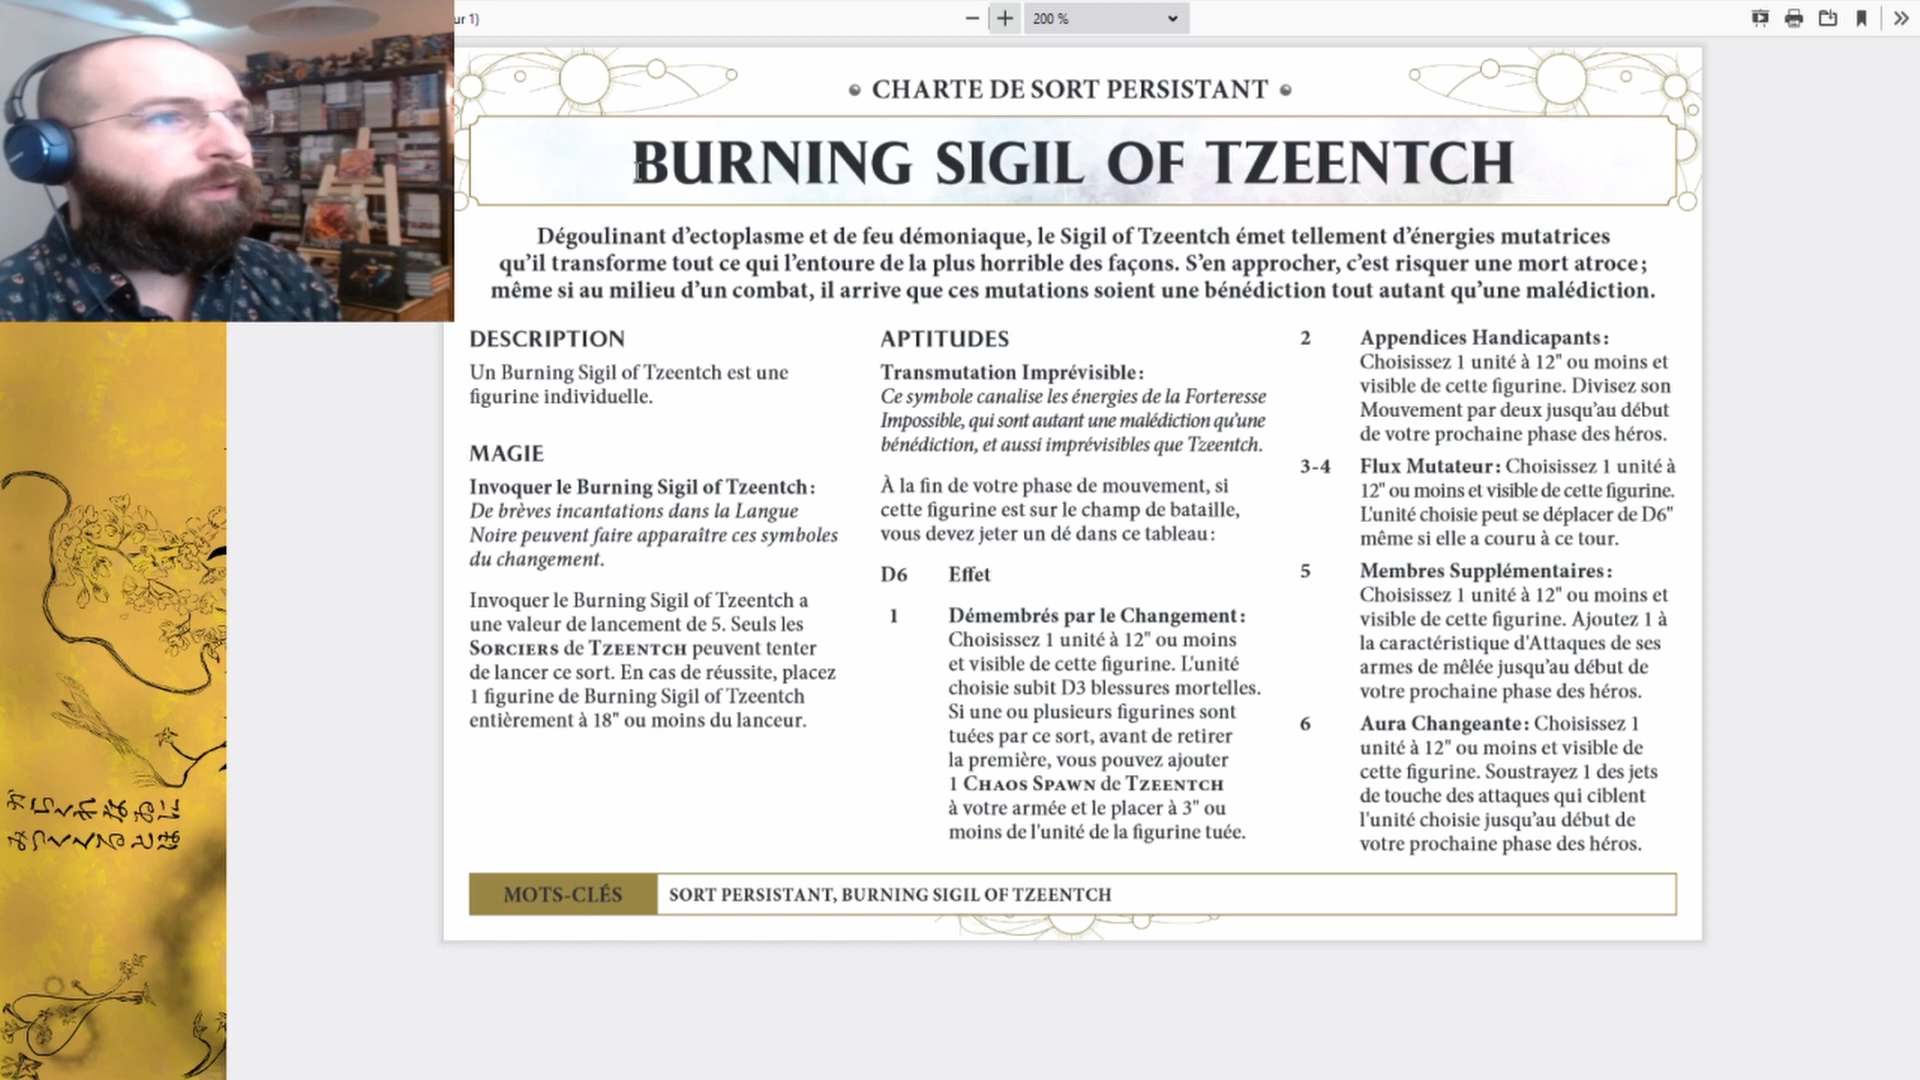 ur 1)
200 %
CHARTE DE SORT PERSISTANT
BURNING SIGIL OF TZEENTCH
Dégoulinant d’ectoplasme et de feu démoniaque, le Sigil of Tzeentch émet tellement d’énergies mutatrices
qu’il transforme tout ce qui l’entoure de la plus horrible des façons. S’en approcher, c’est risquer une mort atroce ;
même si au milieu d’un combat, il arrive que ces mutations soient une bénédiction tout autant qu’une malédiction.
DESCRIPTION
Un Burning Sigil of Tzeentch est une
figurine individuelle.
MAGIE
Invoquer le Burning Sigil of Tzeentch :
De brèves incantations dans la Langue
Noire peuvent faire apparaître ces symboles
du changement.
Invoquer le Burning Sigil of Tzeentch a
une valeur de lancement de 5. Seuls les
SORCIERS de TZEENTCH peuvent tenter
de lancer ce sort. En cas de réussite, placez
1 figurine de Burning Sigil of Tzeentch
entièrement à 18" ou moins du lanceur.
APTITUDES
Transmutation Imprévisible :
Ce symbole canalise les énergies de la Forteresse
Impossible, qui sont autant une malédiction qu’une
bénédiction, et aussi imprévisibles que Tzeentch.
À la fin de votre phase de mouvement, si
cette figurine est sur le champ de bataille,
vous devez jeter un dé dans ce tableau :
D6 Effet
1 Démembrés par le Changement :
Choisissez 1 unité à 12" ou moins
et visible de cette figurine. L'unité
choisie subit D3 blessures mortelles.
Si une ou plusieurs figurines sont
tuées par ce sort, avant de retirer
la première, vous pouvez ajouter
1 CHAOS SPAWN de TZEENTCH
à votre armée et le placer à 3" ou
moins de l'unité de la figurine tuée.
2 Appendices Handicapants :
Choisissez 1 unité à 12" ou moins et
visible de cette figurine. Divisez son
Mouvement par deux jusqu’au début
de votre prochaine phase des héros.
3-4 Flux Mutateur : Choisissez 1 unité à
12" ou moins et visible de cette figurine.
L'unité choisie peut se déplacer de D6"
même si elle a couru à ce tour.
5 Membres Supplémentaires :
Choisissez 1 unité à 12" ou moins et
visible de cette figurine. Ajoutez 1 à
la caractéristique d'Attaques de ses
armes de mêlée jusqu’au début de
votre prochaine phase des héros.
6 Aura Changeante : Choisissez 1
unité à 12" ou moins et visible de
cette figurine. Soustrayez 1 des jets
de touche des attaques qui ciblent
l'unité choisie jusqu’au début de
votre prochaine phase des héros.
MOTS-CLÉS SORT PERSISTANT, BURNING SIGIL OF TZEENTCH